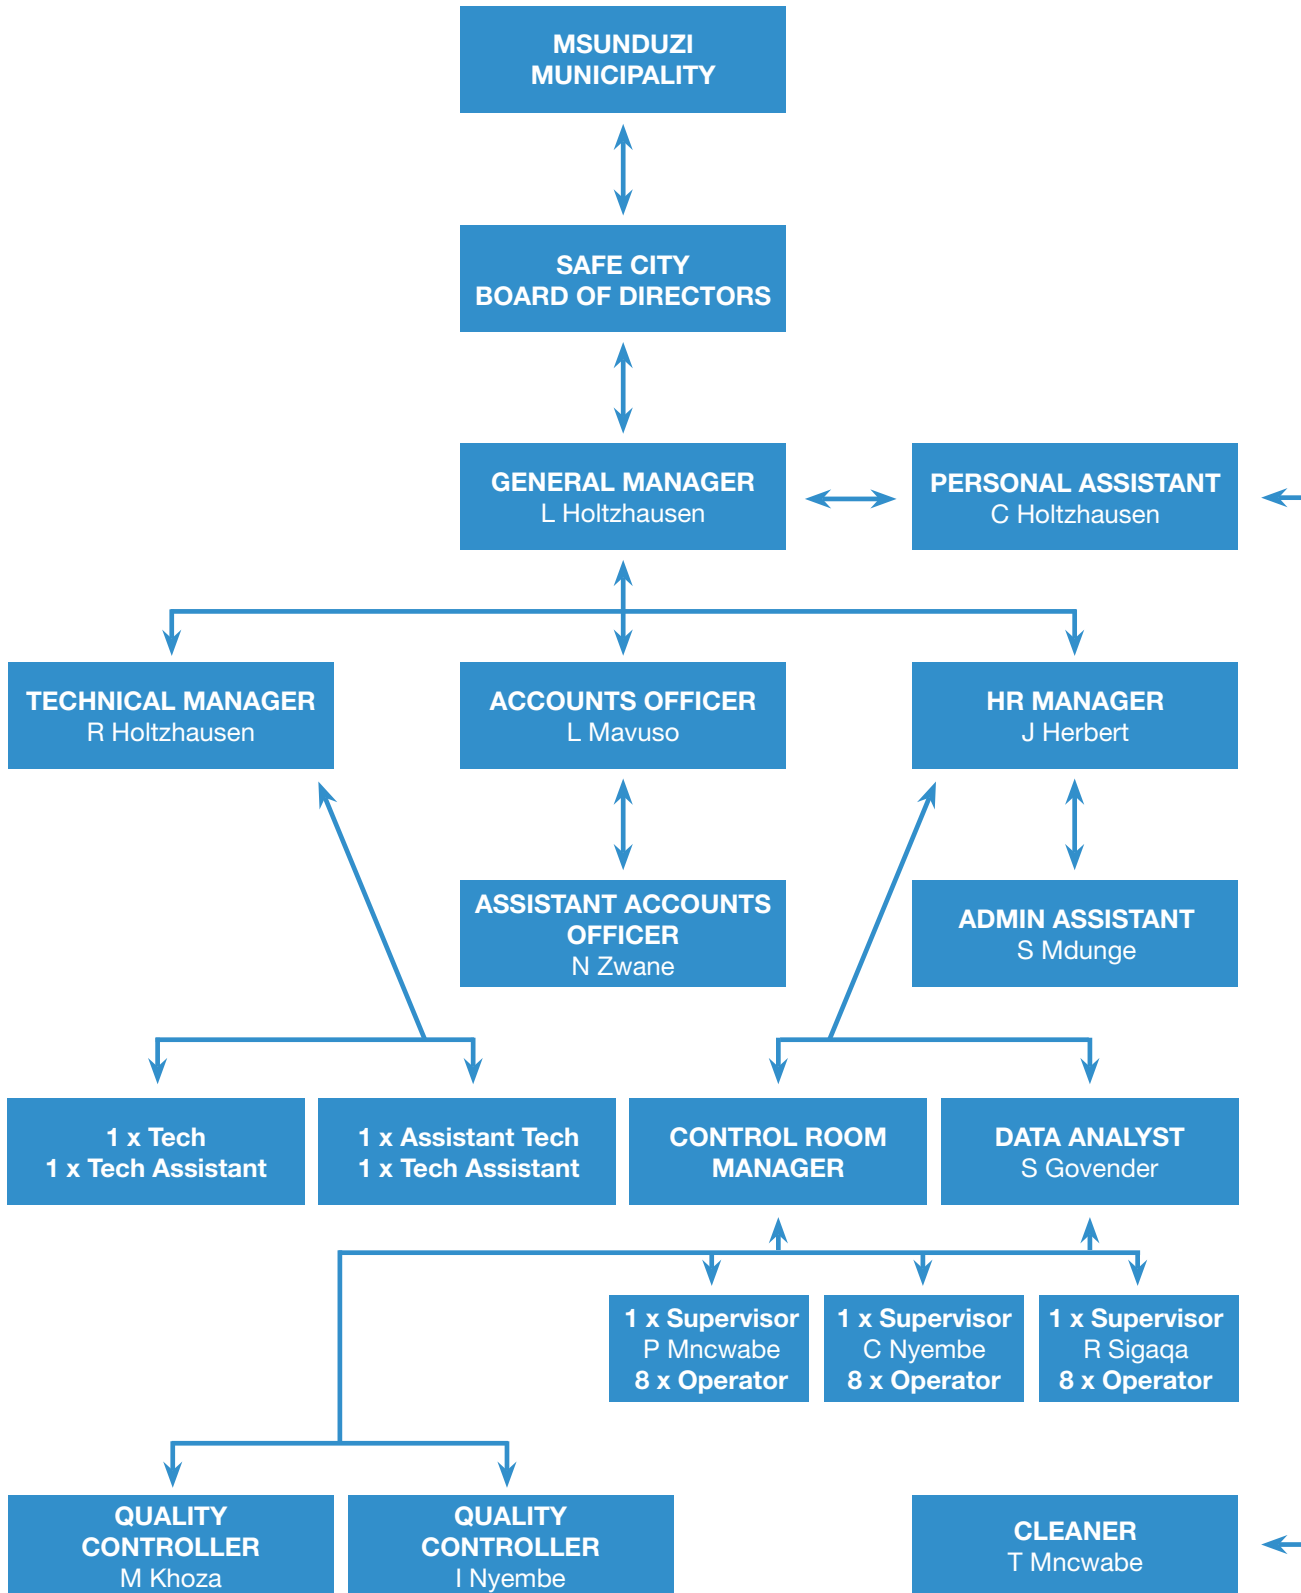 MSUNDUZI
MUNICIPALITY
SAFE CITY
BOARD OF DIRECTORS
GENERAL MANAGER
L Holtzhausen
PERSONAL ASSISTANT
C Holtzhausen
TECHNICAL MANAGER
R Holtzhausen
ACCOUNTS OFFICER
L Mavuso
HR MANAGER
J Herbert
ASSISTANT ACCOUNTS
OFFICER
N Zwane
ADMIN ASSISTANT
S Mdunge
1 x Tech
1 x Tech Assistant
1 x Assistant Tech
1 x Tech Assistant
CONTROL ROOM
MANAGER
DATA ANALYST
S Govender
1 x Supervisor
P Mncwabe
8 x Operator
1 x Supervisor
C Nyembe
8 x Operator
1 x Supervisor
R Sigaqa
8 x Operator
QUALITY
CONTROLLER
M Khoza
QUALITY
CONTROLLER
I Nyembe
CLEANER
T Mncwabe